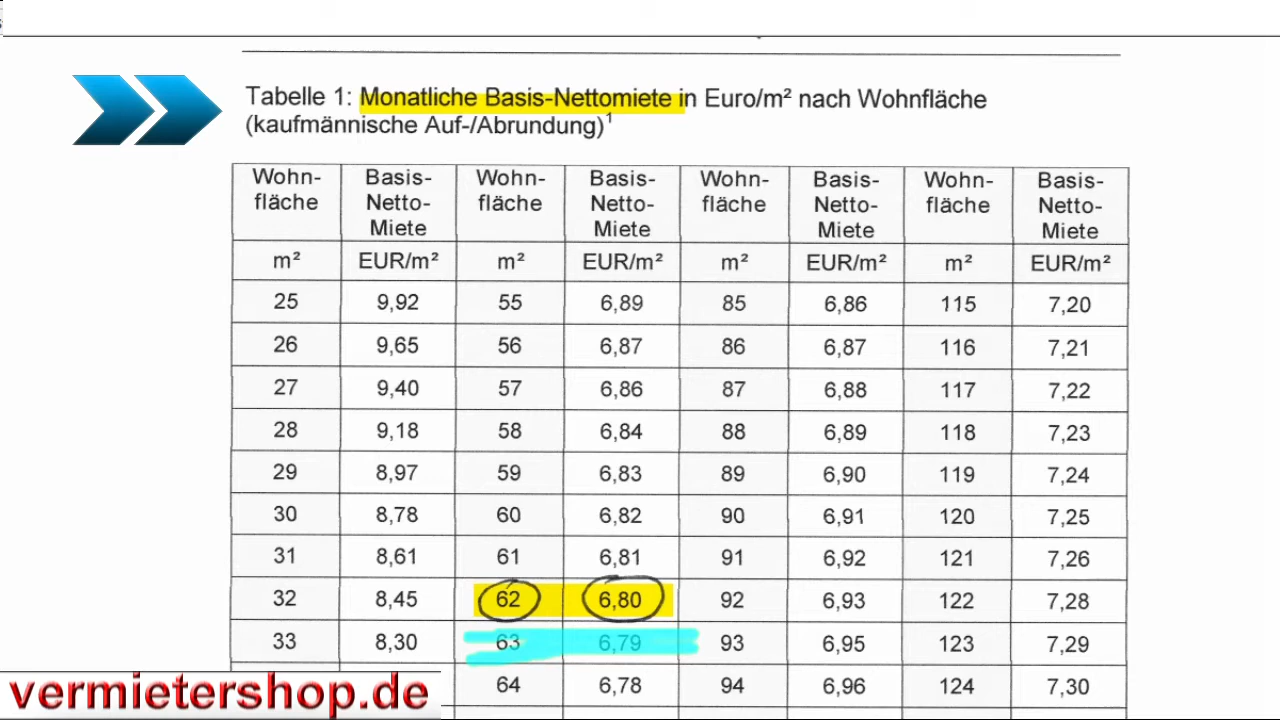 Tabelle 1: Monatliche Basis-Nettomiete in Euro/m² nach Wohnfläche
(kaufmännische Auf-/Abrundung)¹
Wohn- Basis- Wohn- Basis- Wohn- Basis- Wohn- Basis-
fläche Netto- fläche Netto- fläche Netto- fläche Netto-
Miete Miete Miete Miete
m² EUR/m² m² EUR/m² m² EUR/m² m² EUR/m²
25 9,92 55 6,89 85 6,86 115 7,20
26 9,65 56 6,87 86 6,87 116 7,21
27 9,40 57 6,86 87 6,88 117 7,22
28 9,18 58 6,84 88 6,89 118 7,23
29 8,97 59 6,83 89 6,90 119 7,24
30 8,78 60 6,82 90 6,91 120 7,25
31 8,61 61 6,81 91 6,92 121 7,26
32 8,45 62 6,80 92 6,93 122 7,28
33 8,30 63 6,79 93 6,95 123 7,29
64 6,78 94 6,96 124 7,30
vermietershop.de